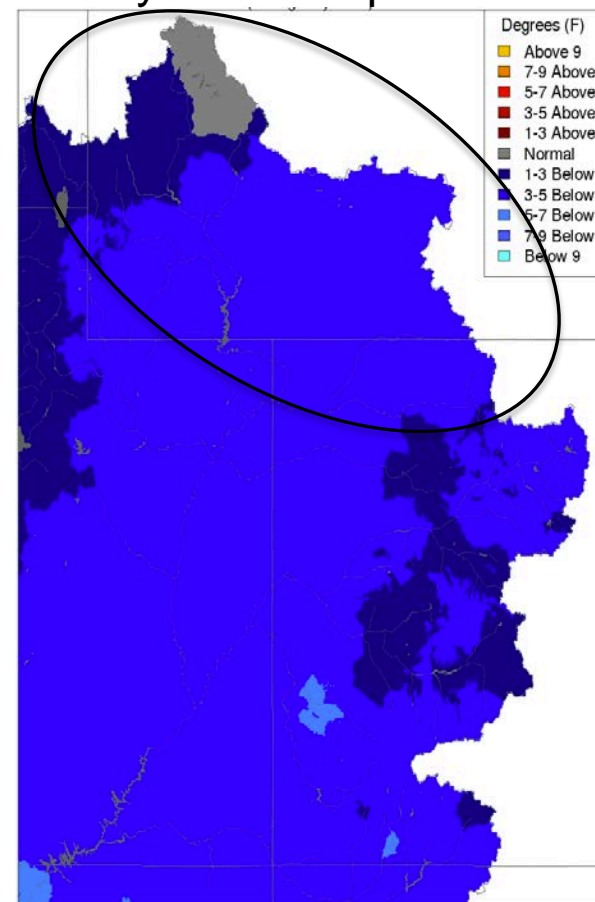 Degrees (F)
Above 9
7-9 Above
5-7 Above
3-5 Above
1-3 Above
Normal
1-3 Below
3-5 Below
5-7 Below
7-9 Below
Below 9